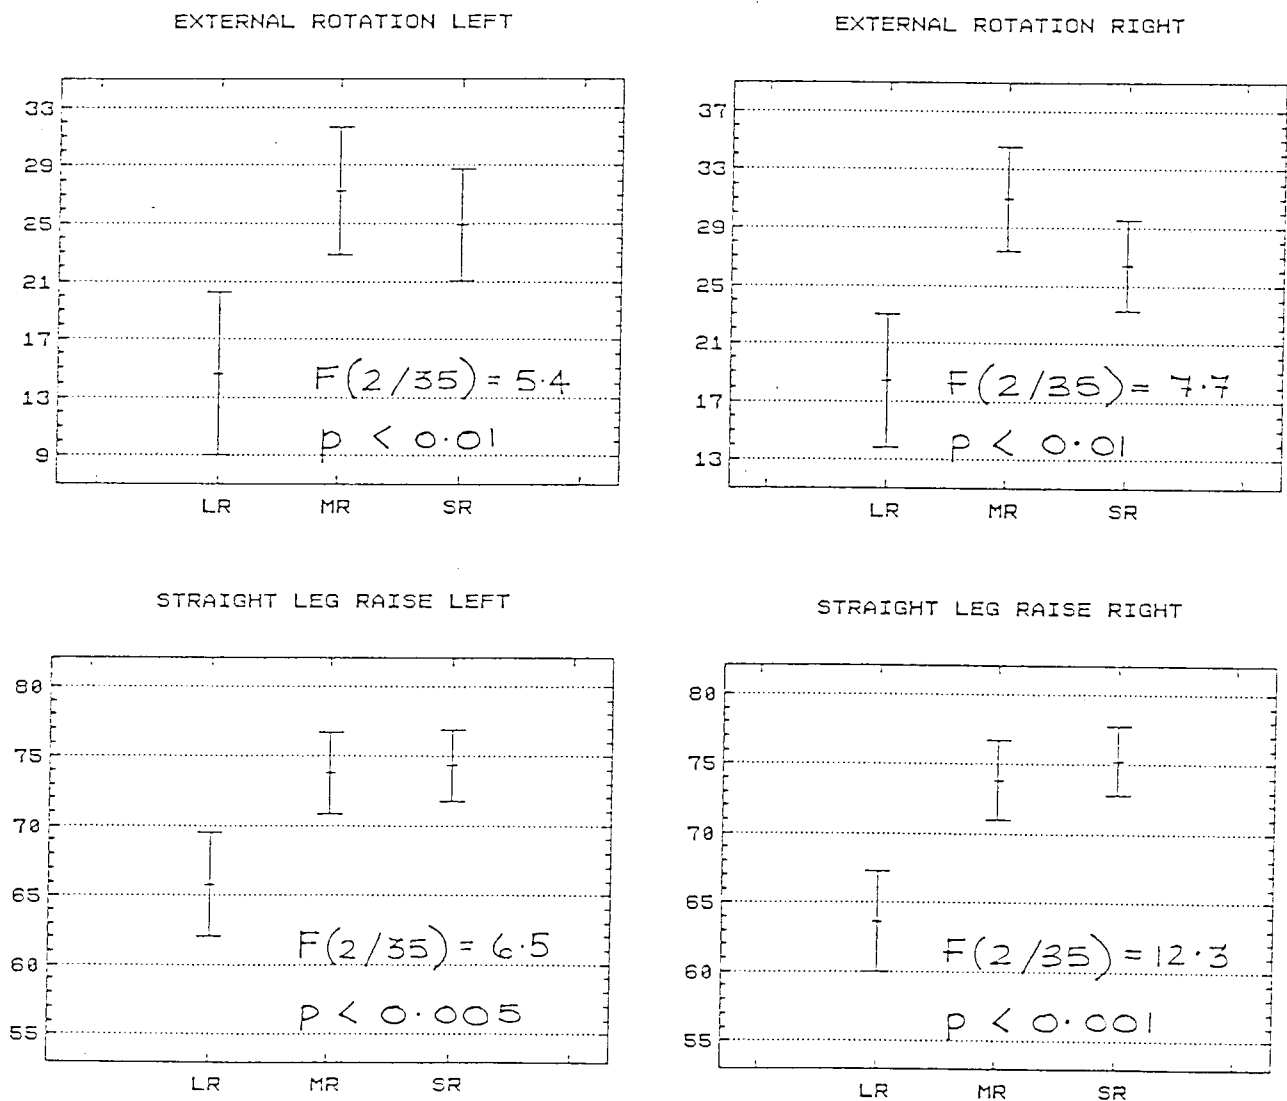 EXTERNAL ROTATION LEFT
33
29
25
21
17
13
9
F(2/35) = 5.4
p < 0.01
LR MR SR
EXTERNAL ROTATION RIGHT
37
33
29
25
21
17
13
F(2/35) = 7.7
p < 0.01
LR MR SR
STRAIGHT LEG RAISE LEFT
80
75
70
65
60
55
F(2/35) = 6.5
p < 0.005
LR MR SR
STRAIGHT LEG RAISE RIGHT
80
75
70
65
60
55
F(2/35) = 12.3
p < 0.001
LR MR SR